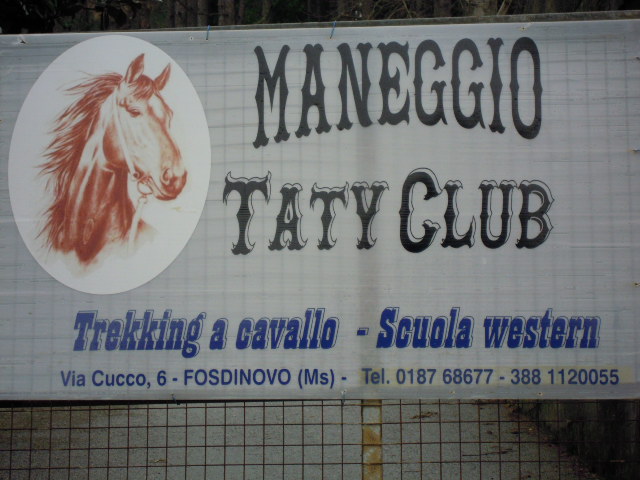 MANEGGIO
TATY CLUB
Trekking a cavallo - Scuola western
Via Cucco, 6 - FOSDINOVO (Ms) - Tel. 0187 68677 - 388 1120055